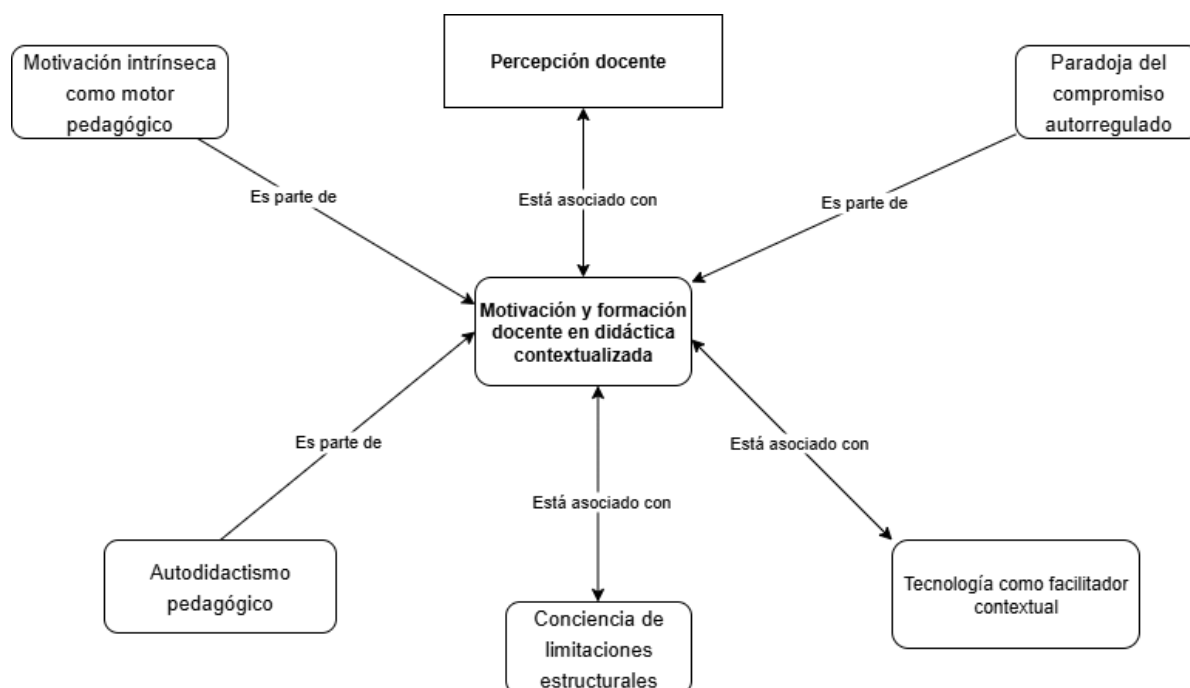 Motivación intrínseca
como motor
pedagógico
Percepción docente
Paradoja del
compromiso
autorregulado
Es parte de
Está asociado con
Es parte de
Motivación y formación
docente en didáctica
contextualizada
Es parte de
Está asociado con
Está asociado con
Autodidactismo
pedagógico
Conciencia de
limitaciones
estructurales
Tecnología como facilitador
contextual